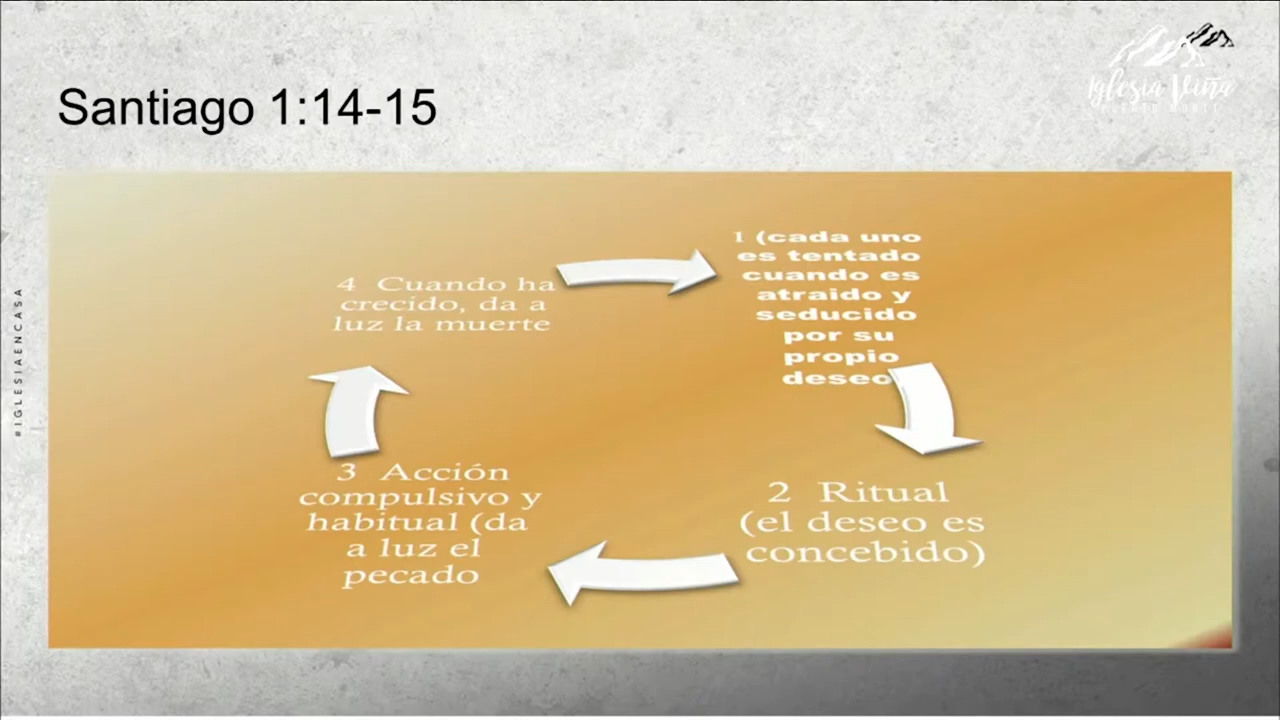 Iglesia Viña
Santiago 1:14-15
#IGLESIAENCASA
1 (cada uno
es tentado
cuando es
atraido y
seducido
por su
propio
deseo
2 Ritual
(el deseo es
concebido)
3 Acción
compulsivo y
habitual (da
a luz el
pecado
4 Cuando ha
crecido, da a
luz la muerte